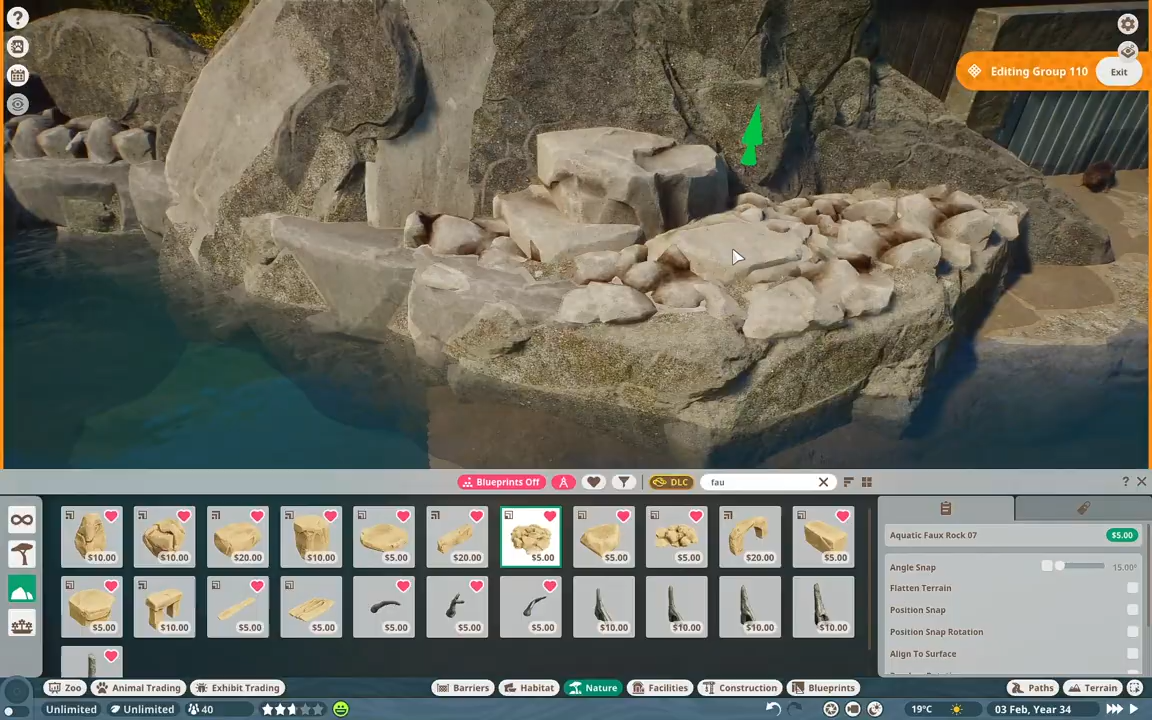 ?
Editing Group 110
Exit
Blueprints Off
DLC
fau
?
$10.00
$10.00
$20.00
$10.00
$5.00
$20.00
$5.00
$5.00
$5.00
$20.00
$5.00
$5.00
$10.00
$5.00
$5.00
$5.00
$5.00
$5.00
$10.00
$10.00
$10.00
$10.00
Aquatic Faux Rock 07 $5.00
Angle Snap 15.00°
Flatten Terrain
Position Snap
Position Snap Rotation
Align To Surface
Zoo Animal Trading Exhibit Trading Barriers Habitat Nature Facilities Construction Blueprints Paths Terrain
Unlimited Unlimited 40 19°C 03 Feb, Year 34